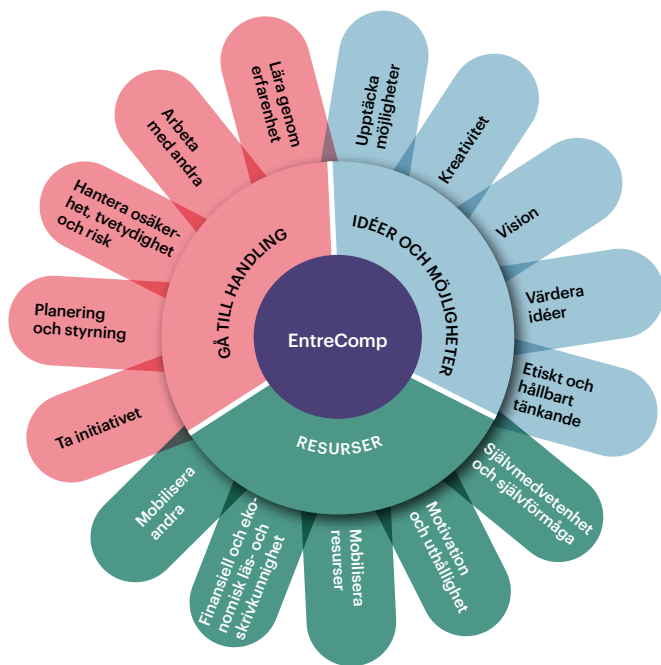 EntreComp
IDÉER OCH MÖJLIGHETER
Upptäcka
möjligheter
Kreativitet
Vision
Värdera
idéer
Etiskt och
hållbart
tänkande
RESURSER
Självmedvetenhet
och självförmåga
Motivation
och uthållighet
Mobilisera
resurser
Finansiell och eko-
nomisk läs- och
skrivkunnighet
Mobilisera
andra
GÅ TILL HANDLING
Ta initiativet
Planering
och styrning
Hantera osäker-
het, tvetydighet
och risk
Arbeta
med andra
Lära genom
erfarenhet